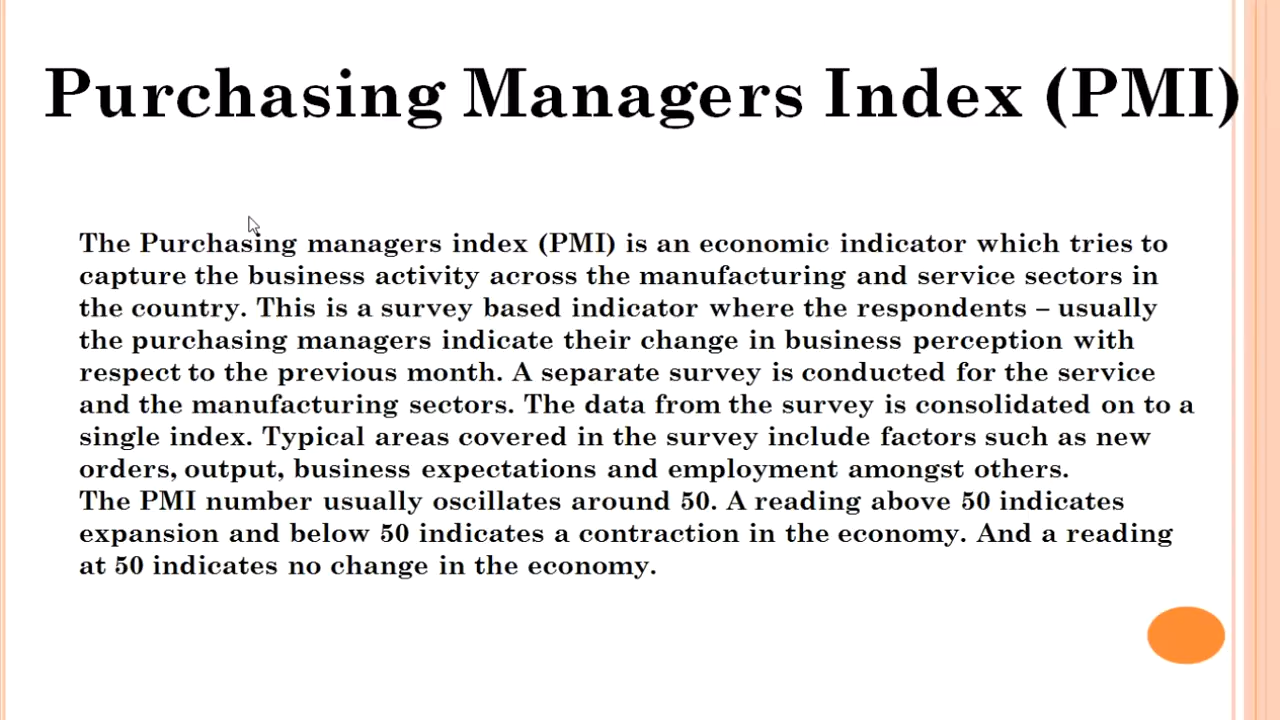 Purchasing Managers Index (PMI)
The Purchasing managers index (PMI) is an economic indicator which tries to
capture the business activity across the manufacturing and service sectors in
the country. This is a survey based indicator where the respondents – usually
the purchasing managers indicate their change in business perception with
respect to the previous month. A separate survey is conducted for the service
and the manufacturing sectors. The data from the survey is consolidated on to a
single index. Typical areas covered in the survey include factors such as new
orders, output, business expectations and employment amongst others.
The PMI number usually oscillates around 50. A reading above 50 indicates
expansion and below 50 indicates a contraction in the economy. And a reading
at 50 indicates no change in the economy.